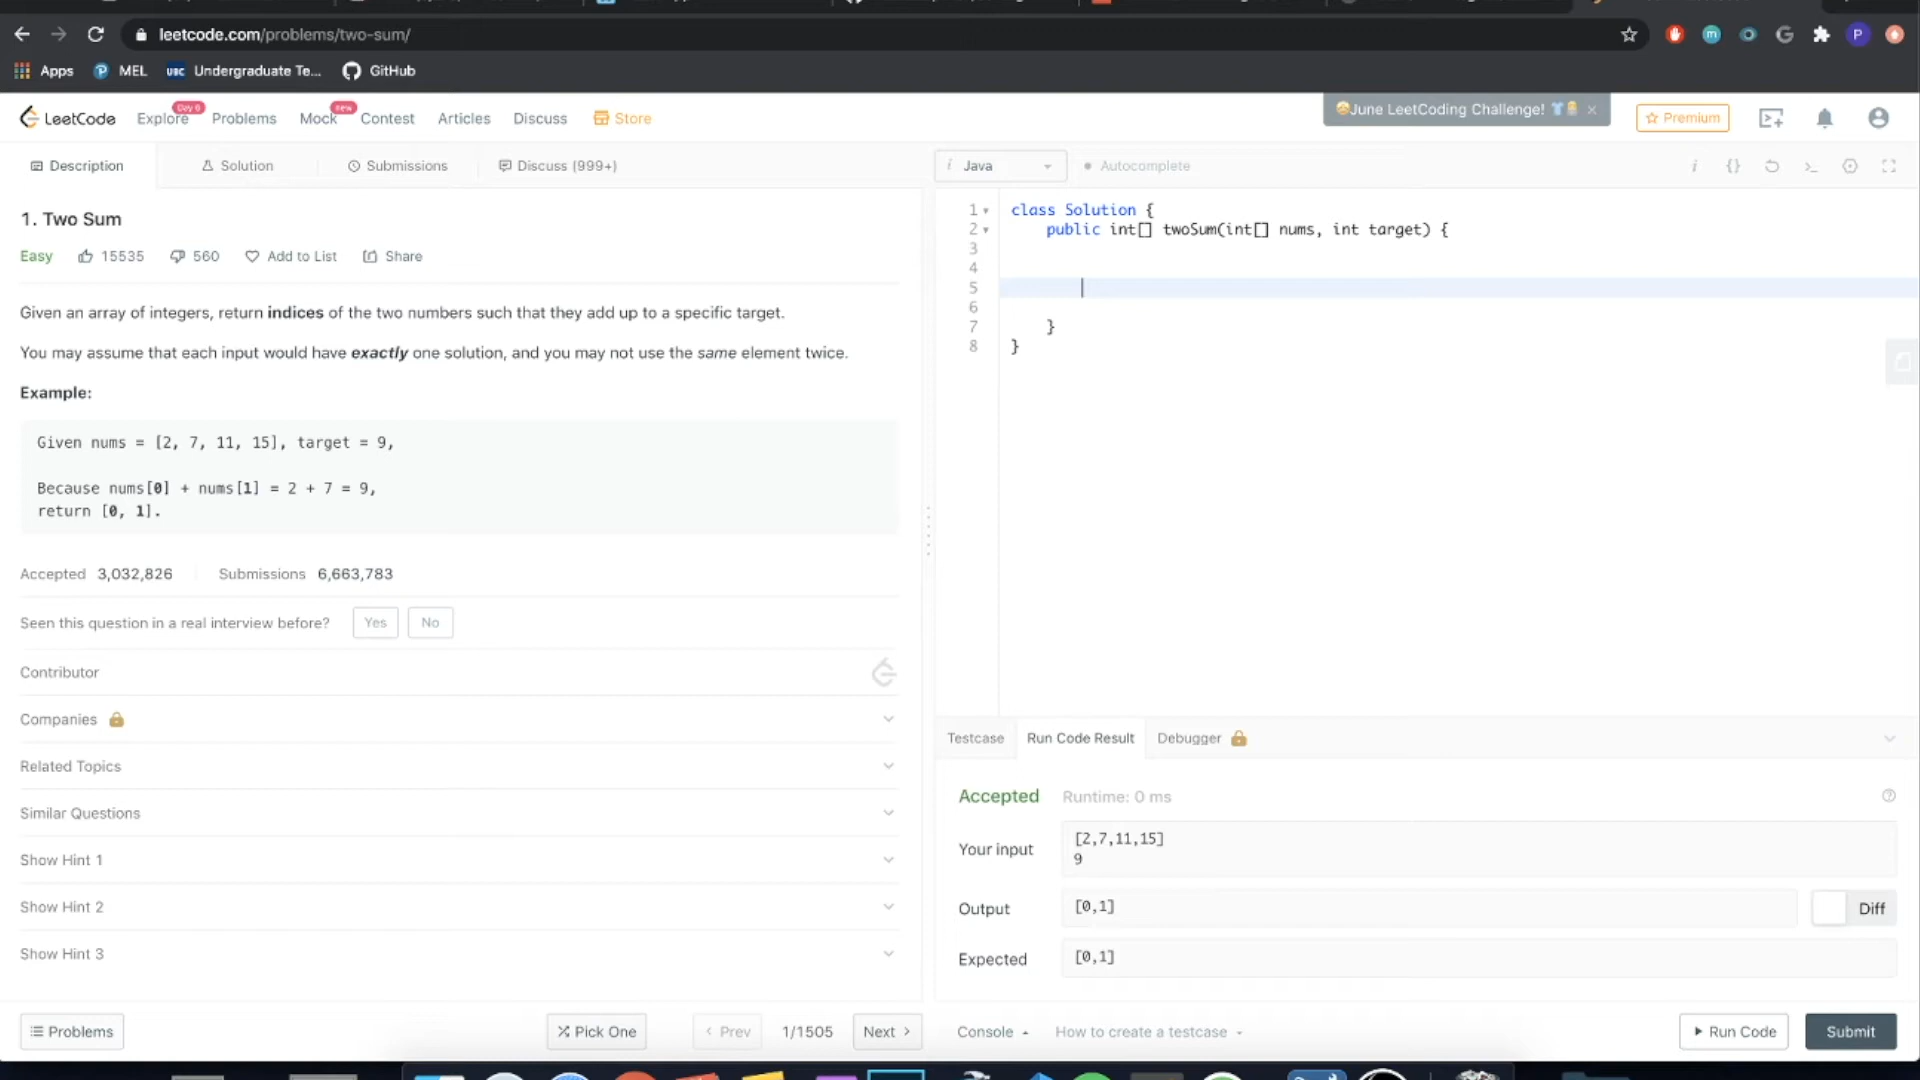 leetcode.com/problems/two-sum/
Apps MEL UBC Undergraduate Te... GitHub
LeetCode Explore Day 6 Problems Mock new Contest Articles Discuss Store
June LeetCoding Challenge! × Premium
Description Solution Submissions Discuss (999+)
1. Two Sum
Easy 15535 560 Add to List Share
Given an array of integers, return indices of the two numbers such that they add up to a specific target.
You may assume that each input would have exactly one solution, and you may not use the same element twice.
Example:
Given nums = [2, 7, 11, 15], target = 9,
Because nums[0] + nums[1] = 2 + 7 = 9,
return [0, 1].
Accepted 3,032,826 Submissions 6,663,783
Seen this question in a real interview before? Yes No
Contributor
Companies
Related Topics
Similar Questions
Show Hint 1
Show Hint 2
Show Hint 3
Problems Pick One Prev 1/1505 Next
i Java Autocomplete
1 class Solution {
2 public int[] twoSum(int[] nums, int target) {
3
4
5
6
7 }
8 }
Testcase Run Code Result Debugger
Accepted Runtime: 0 ms
Your input
[2,7,11,15]
9
Output [0,1] Diff
Expected [0,1]
Console How to create a testcase Run Code Submit